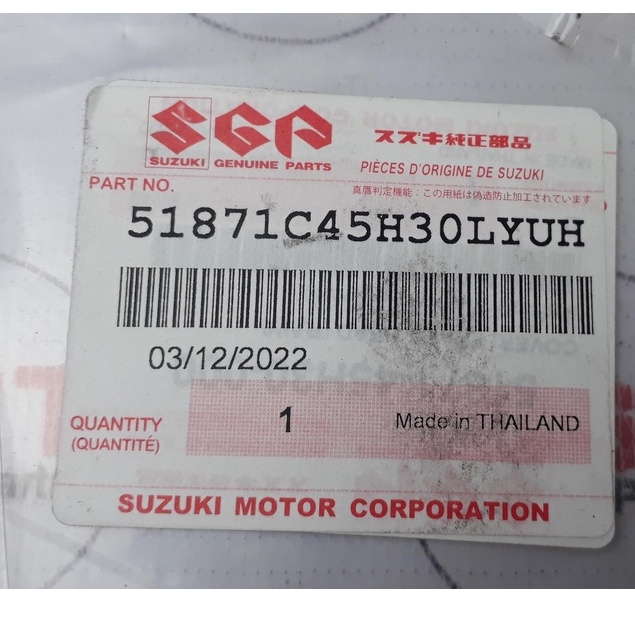 SGP
SUZUKI GENUINE PARTS
スズキ純正部品
PIÈCES D'ORIGINE DE SUZUKI
PART NO.
真贋判定機能:この用紙は偽造防止加工されています
51871C45H30LYUH
03/12/2022
QUANTITY
(QUANTITÉ)
1
Made in THAILAND
SUZUKI MOTOR CORPORATION